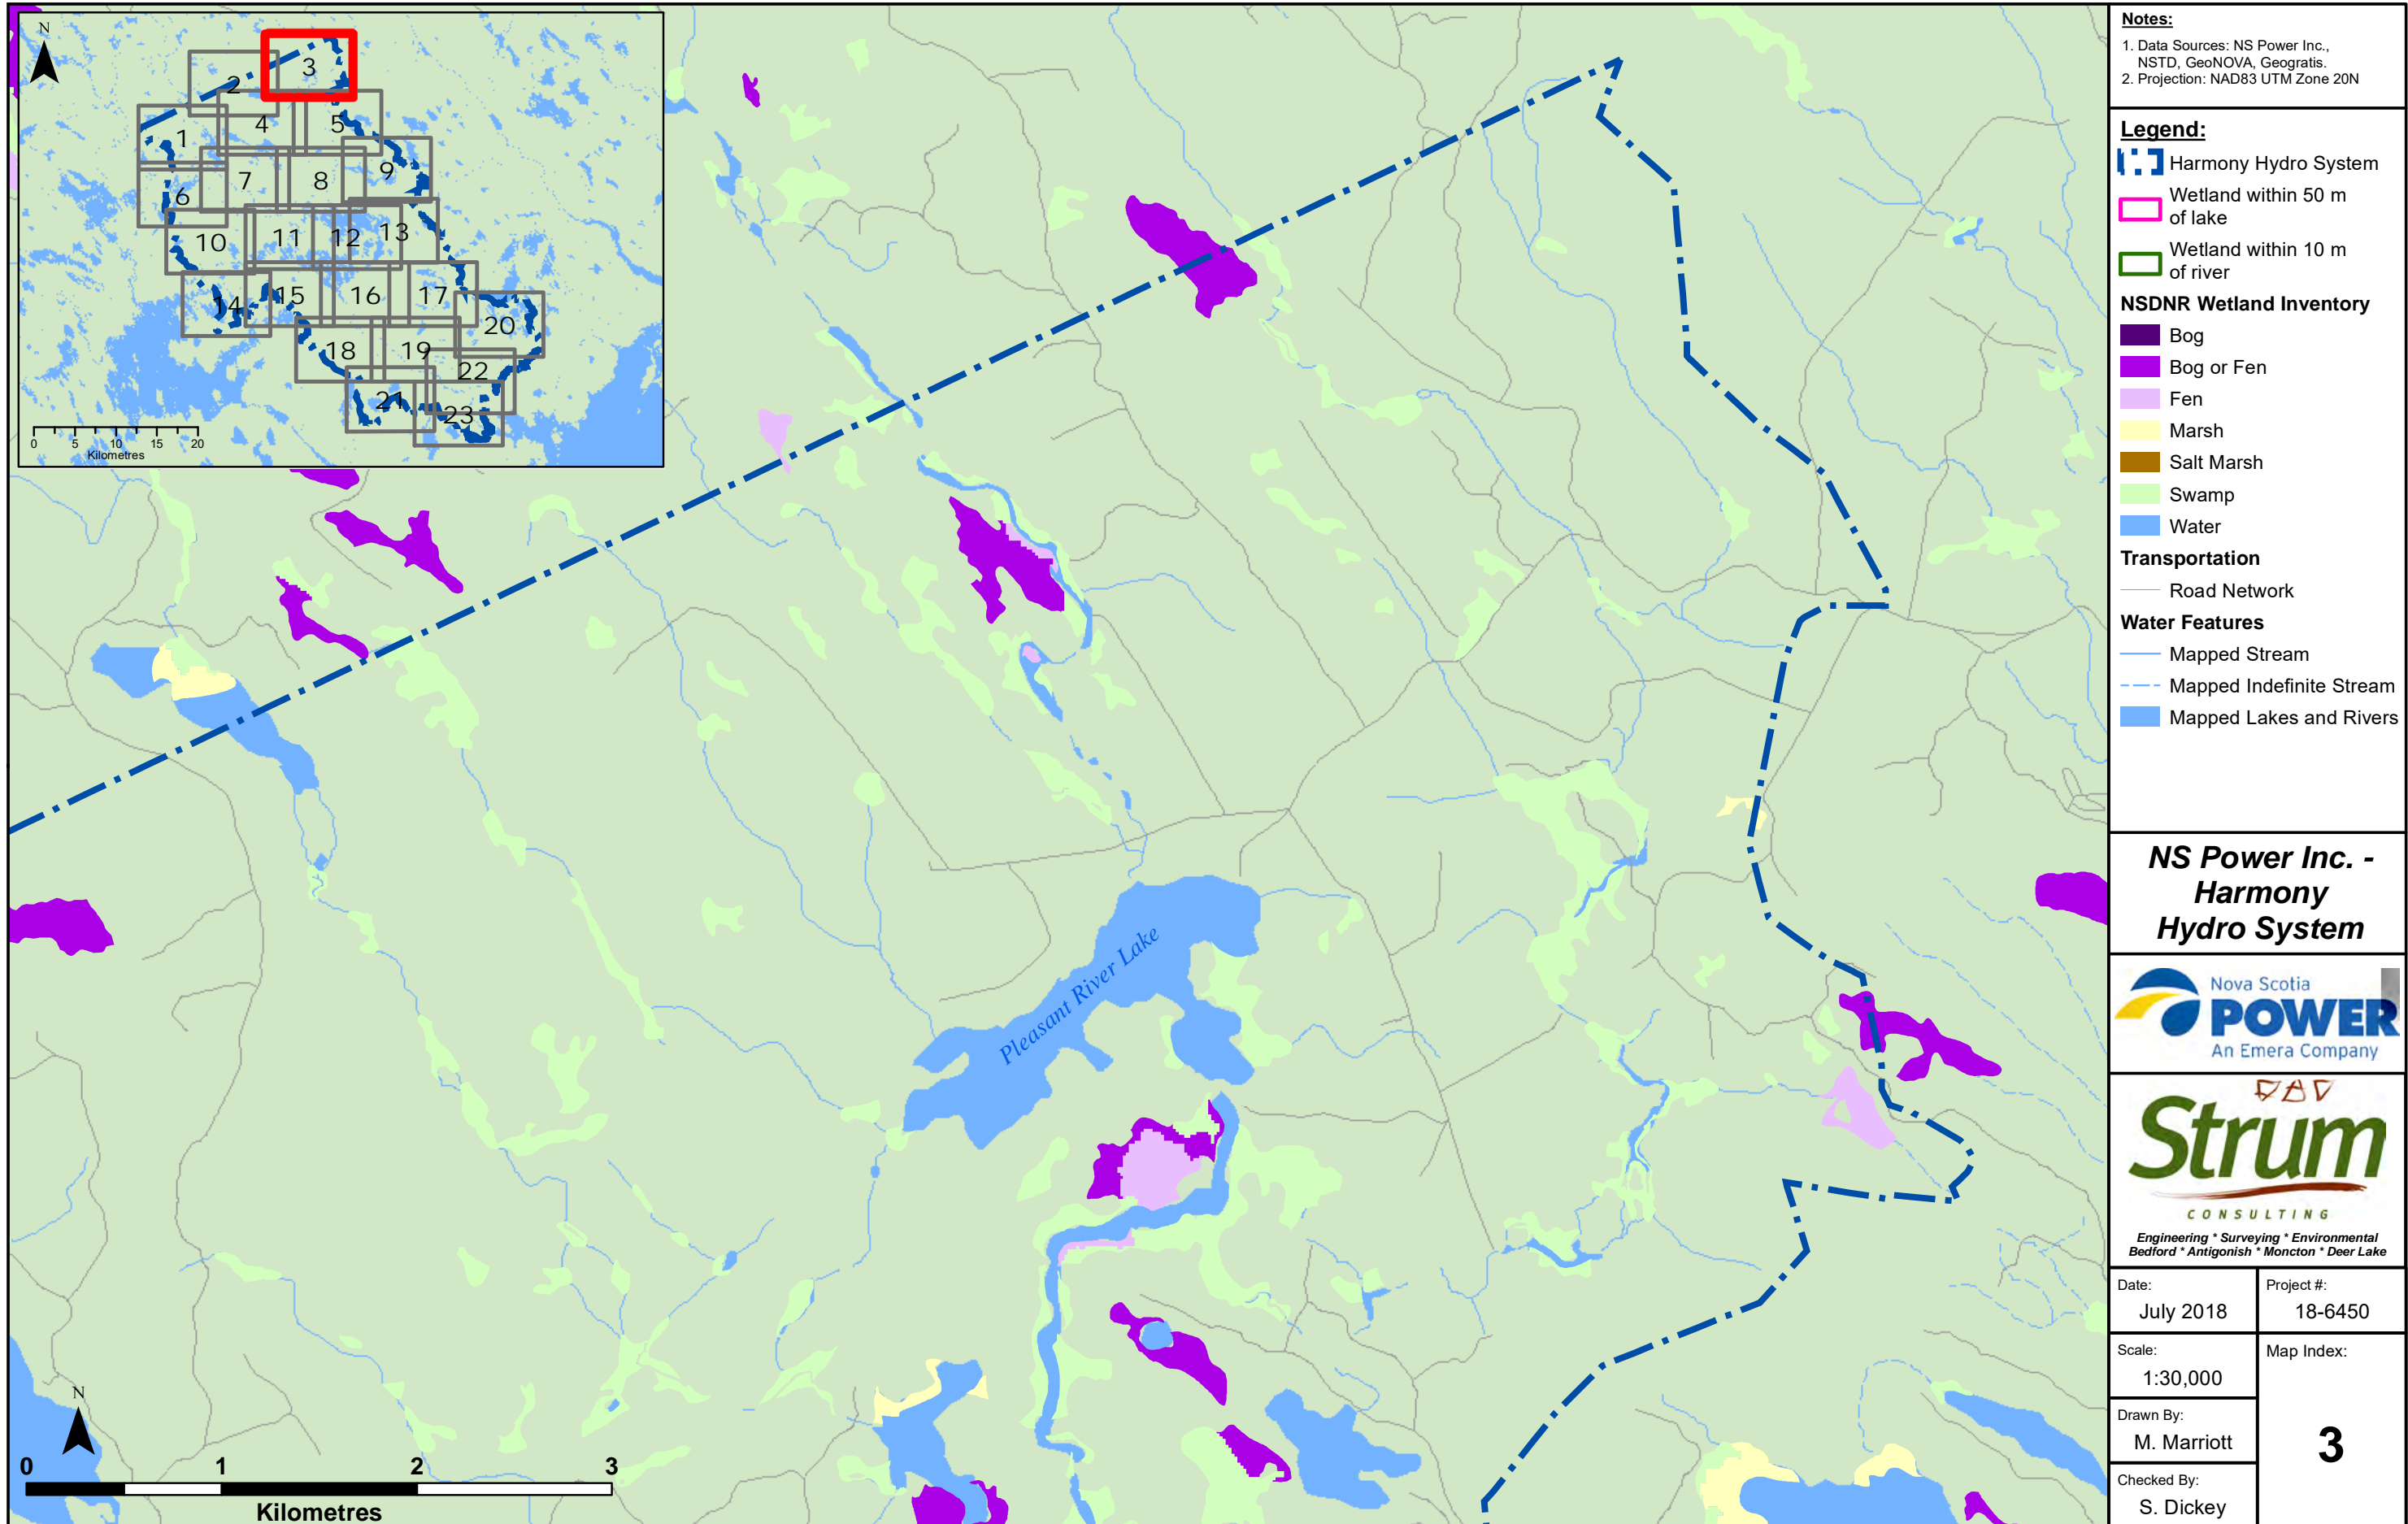 N
1
2
3
4
5
6
7
8
9
10
11
12
13
14
15
16
17
18
19
20
21
22
23
0 5 10 15 20
Kilometres
Pleasant River Lake
N
0 1 2 3
Kilometres
Notes:
1. Data Sources: NS Power Inc.,
NSTD, GeoNOVA, Geogratis.
2. Projection: NAD83 UTM Zone 20N
Legend:
Harmony Hydro System
Wetland within 50 m
of lake
Wetland within 10 m
of river
NSDNR Wetland Inventory
Bog
Bog or Fen
Fen
Marsh
Salt Marsh
Swamp
Water
Transportation
Road Network
Water Features
Mapped Stream
Mapped Indefinite Stream
Mapped Lakes and Rivers
NS Power Inc. -
Harmony
Hydro System
Nova Scotia
POWER
An Emera Company
Strum
CONSULTING
Engineering * Surveying * Environmental
Bedford * Antigonish * Moncton * Deer Lake
Date:
July 2018
Project #:
18-6450
Scale:
1:30,000
Map Index:
3
Drawn By:
M. Marriott
Checked By:
S. Dickey